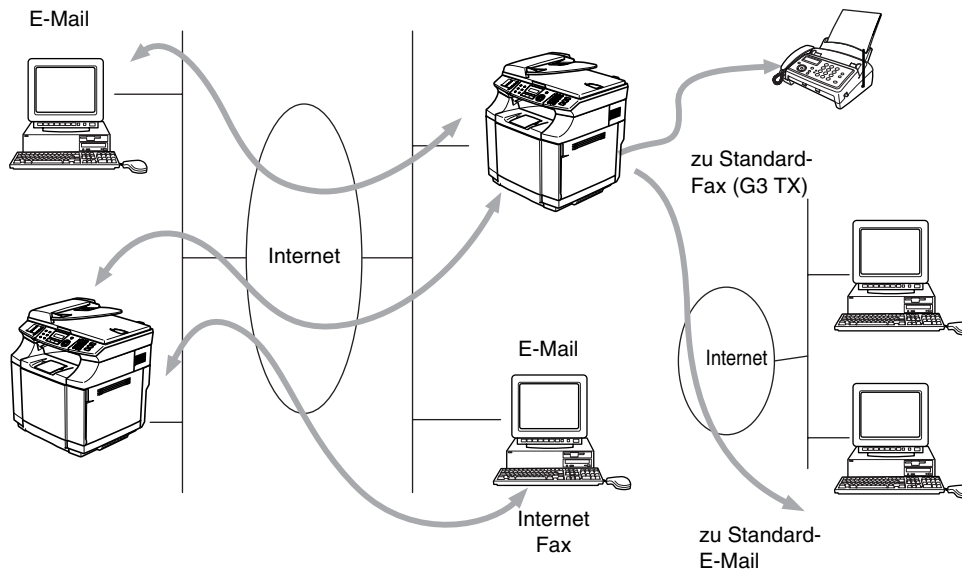 E-Mail
zu Standard-
Fax (G3 TX)
Internet
E-Mail
Internet
Internet
Fax
zu Standard-
E-Mail